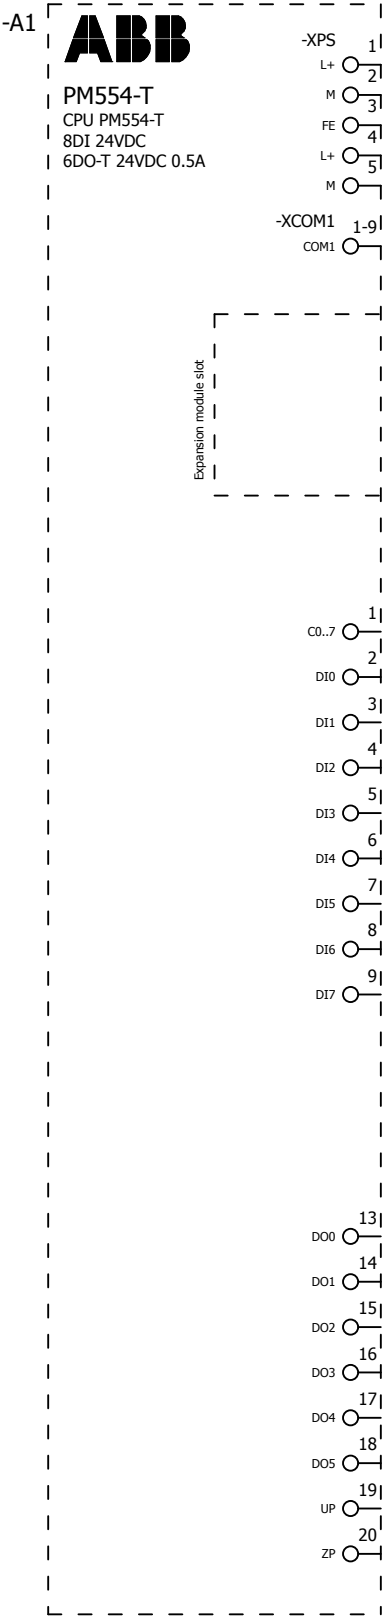 -A1
ABB
PM554-T
CPU PM554-T
8DI 24VDC
6DO-T 24VDC 0.5A
-XPS
L+ 1
M 2
FE 3
L+ 4
M 5
-XCOM1
COM1 1-9
Expansion module slot
C0..7 1
DI0 2
DI1 3
DI2 4
DI3 5
DI4 6
DI5 7
DI6 8
DI7 9
DO0 13
DO1 14
DO2 15
DO3 16
DO4 17
DO5 18
UP 19
ZP 20